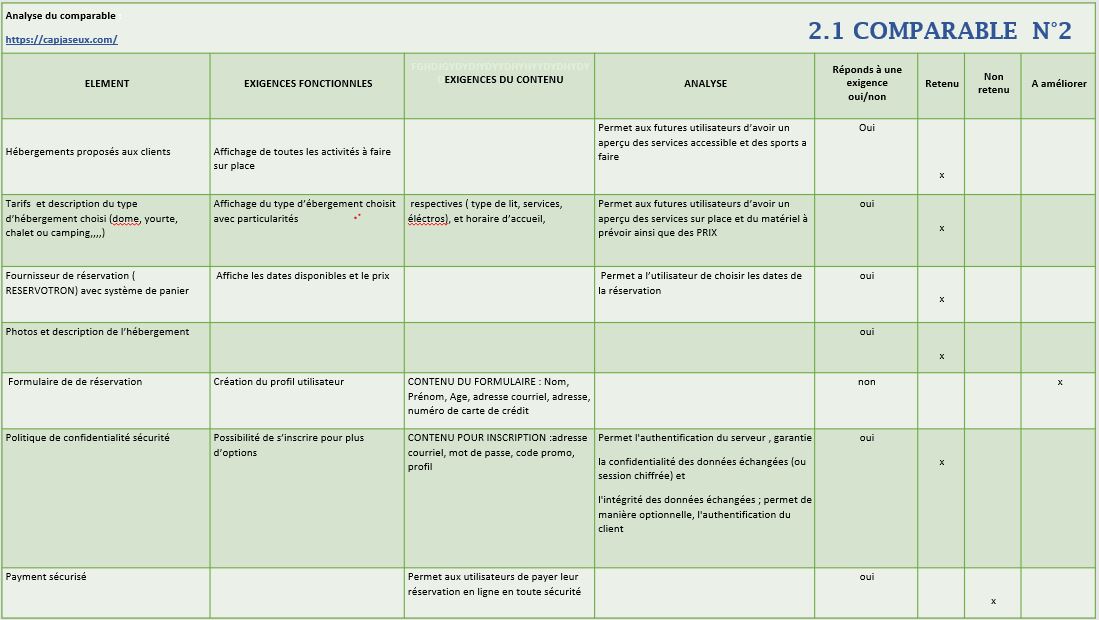 Analyse du comparable
2.1 COMPARABLE N°2
https://capjaseux.com/
ELEMENT
EXIGENCES FONCTIONNLES
EXIGENCES DU CONTENU
ANALYSE
Réponds à une
exigence
oui/non
Retenu
Non
retenu
A améliorer
Hébergements proposés aux clients
Affichage de toutes les activités à faire
sur place
Permet aux futures utilisateurs d’avoir un
aperçu des services accessible et des sports a
faire
Oui
x
Tarifs et description du type
d’hébergement choisi (dome, yourte,
chalet ou camping,,,,)
Affichage du type d’ébergement choisit
avec particularités
respectives ( type de lit, services,
éléctros), et horaire d’accueil,
Permet aux futures utilisateurs d’avoir un
aperçu des services sur place et du matériel à
prévoir ainsi que des PRIX
oui
x
Fournisseur de réservation (
RESERVOTRON) avec système de panier
Affiche les dates disponibles et le prix
Permet a l’utilisateur de choisir les dates de
la réservation
oui
x
Photos et description de l’hébergement
oui
x
Formulaire de de réservation
Création du profil utilisateur
CONTENU DU FORMULAIRE : Nom,
Prénom, Age, adresse courriel, adresse,
numéro de carte de crédit
non
x
Politique de confidentialité sécurité
Possibilité de s’inscrire pour plus
d’options
CONTENU POUR INSCRIPTION :adresse
courriel, mot de passe, code promo,
profil
Permet l'authentification du serveur , garantie
la confidentialité des données échangées (ou
session chiffrée) et
l'intégrité des données échangées ; permet de
manière optionnelle, l'authentification du
client
oui
x
Payment sécurisé
Permet aux utilisateurs de payer leur
réservation en ligne en toute sécurité
oui
x